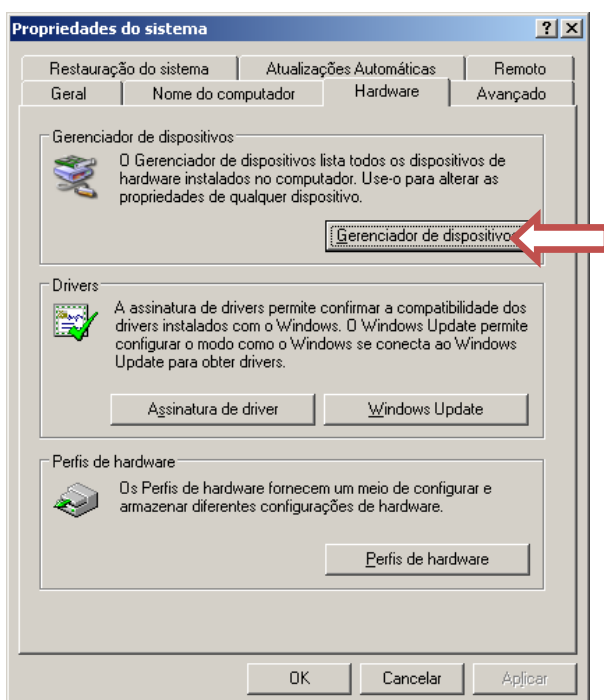 Propriedades do sistema
Restauração do sistema
Atualizações Automáticas
Remoto
Geral
Nome do computador
Hardware
Avançado
Gerenciador de dispositivos
O Gerenciador de dispositivos lista todos os dispositivos de
hardware instalados no computador. Use-o para alterar as
propriedades de qualquer dispositivo.
Gerenciador de dispositivo
Drivers
A assinatura de drivers permite confirmar a compatibilidade dos
drivers instalados com o Windows. O Windows Update permite
configurar o modo como o Windows se conecta ao Windows
Update para obter drivers.
Assinatura de driver
Windows Update
Perfis de hardware
Os Perfis de hardware fornecem um meio de configurar e
armazenar diferentes configurações de hardware.
Perfis de hardware
OK
Cancelar
Aplicar